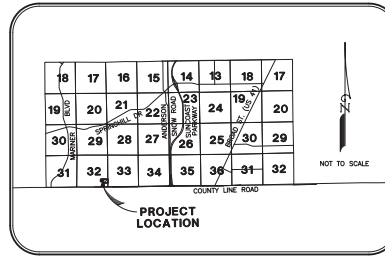 18 17 16 15 14 13 18 17
19 20 21 22 23 24 19 20
BLVD
SPRINGHILL DR
ANDERSON
SNOW ROAD
SUNCOAST
PARKWAY
BROAD ST. (US 41)
MARINER
30 29 28 27 26 25 30 29
31 32 33 34 35 36 31 32
COUNTY LINE ROAD
PROJECT
LOCATION
N
NOT TO SCALE